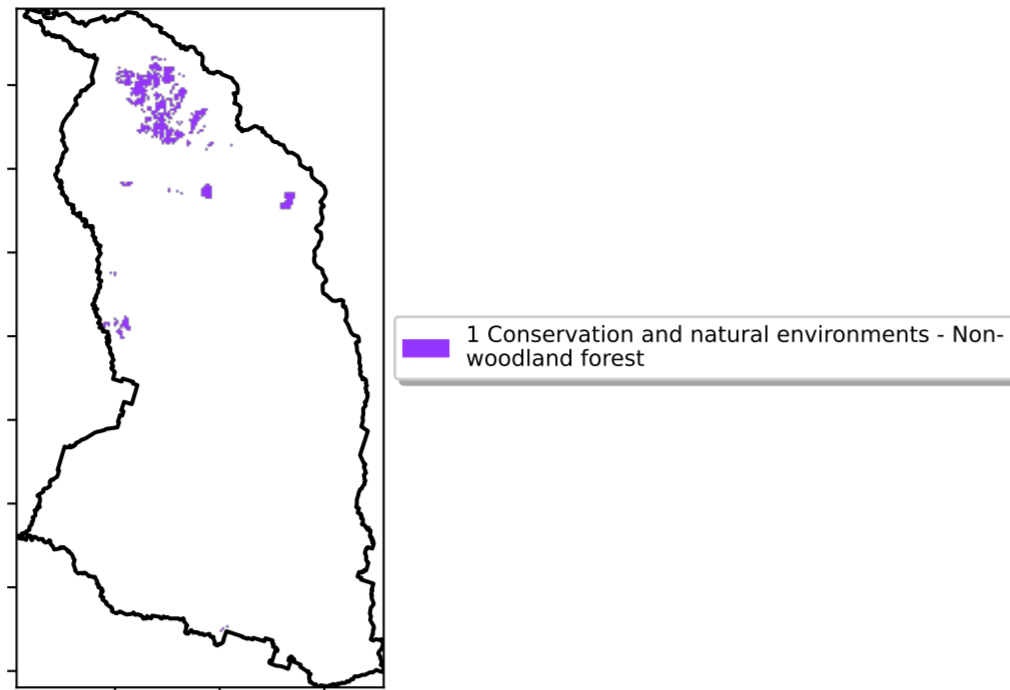 1 Conservation and natural environments - Non-
woodland forest